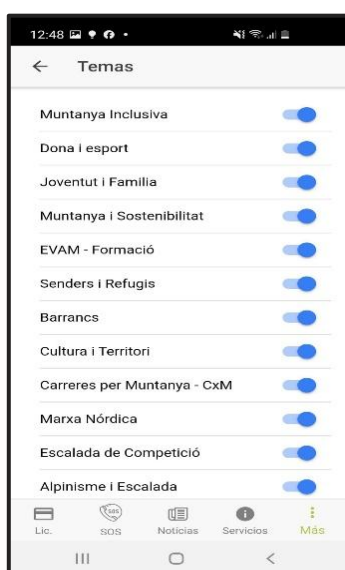 12:48
Temas
Muntanya Inclusiva
Dona i esport
Joventut i Familia
Muntanya i Sostenibilitat
EVAM - Formació
Senders i Refugis
Barrancs
Cultura i Territori
Carreres per Muntanya - CxM
Marxa Nórdica
Escalada de Competició
Alpinisme i Escalada
SOS
Lic. SOS Noticias Servicios Más